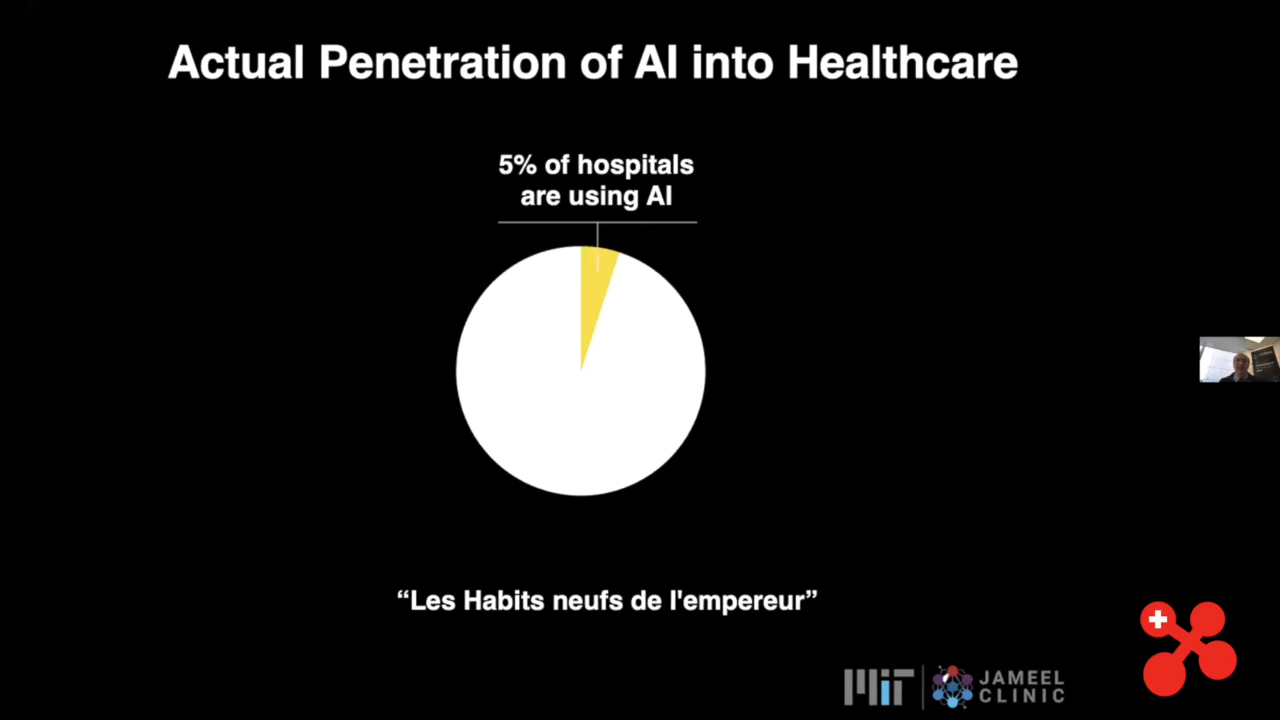 Actual Penetration of AI into Healthcare
5% of hospitals
are using AI
“Les Habits neufs de l'empereur”
MIT
JAMEEL
CLINIC